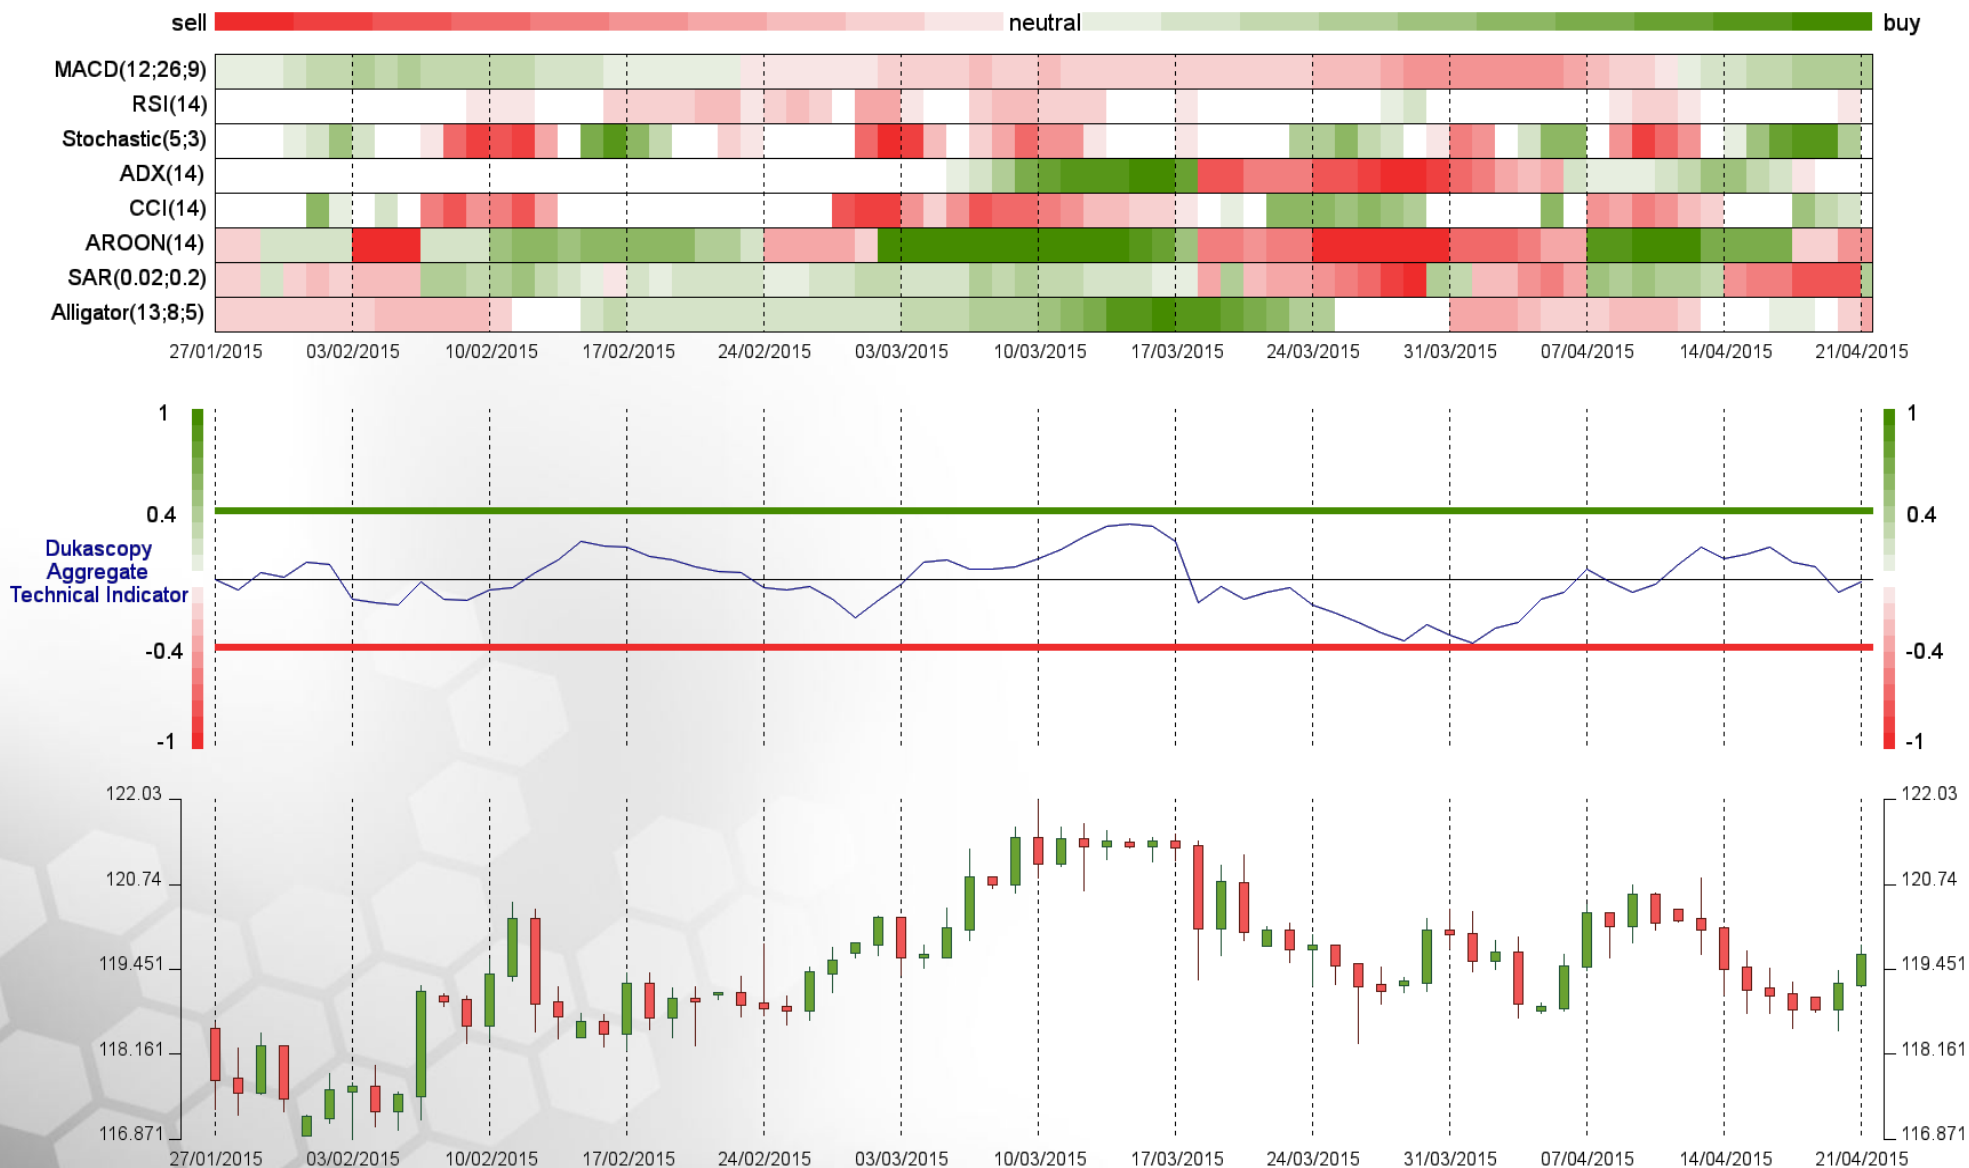 sell neutral buy
MACD(12;26;9)
RSI(14)
Stochastic(5;3)
ADX(14)
CCI(14)
AROON(14)
SAR(0.02;0.2)
Alligator(13;8;5)
27/01/2015 03/02/2015 10/02/2015 17/02/2015 24/02/2015 03/03/2015 10/03/2015 17/03/2015 24/03/2015 31/03/2015 07/04/2015 14/04/2015 21/04/2015
1 1
0.4 0.4
Dukascopy
Aggregate
Technical Indicator
-0.4 -0.4
-1 -1
122.03 122.03
120.74 120.74
119.451 119.451
118.161 118.161
116.871 116.871
27/01/2015 03/02/2015 10/02/2015 17/02/2015 24/02/2015 03/03/2015 10/03/2015 17/03/2015 24/03/2015 31/03/2015 07/04/2015 14/04/2015 21/04/2015